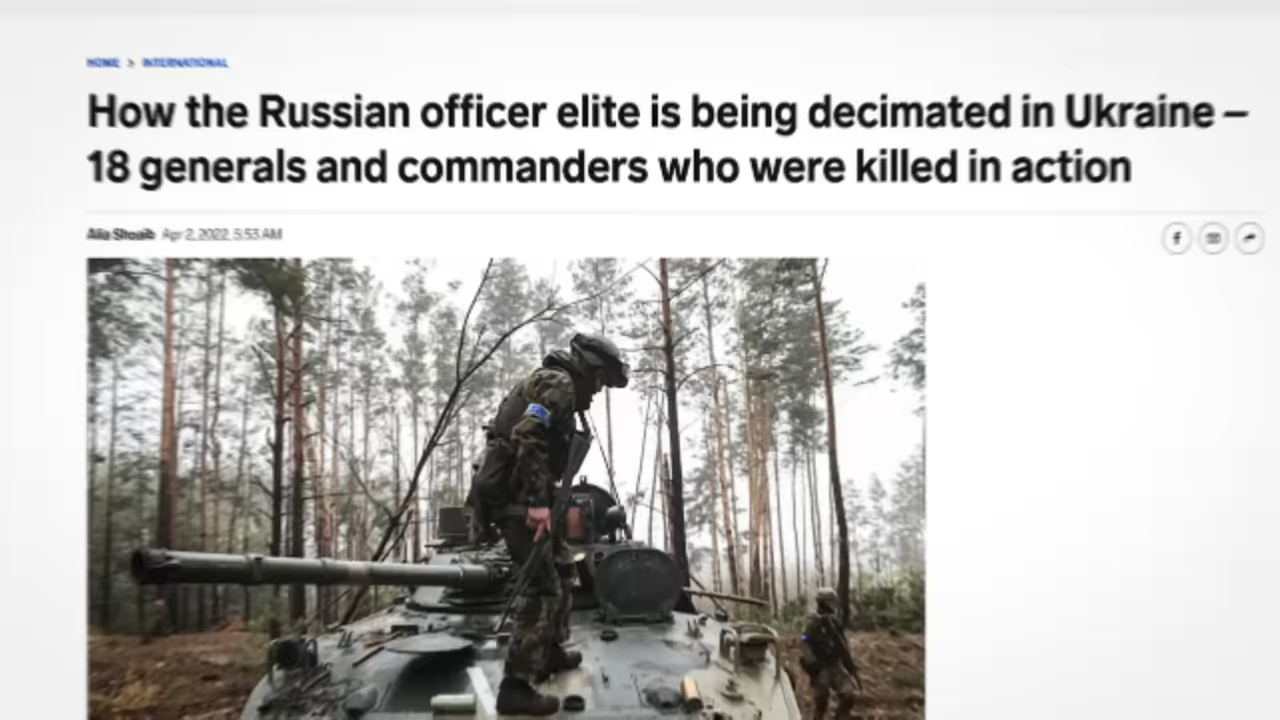 HOME > INTERNATIONAL
How the Russian officer elite is being decimated in Ukraine –
18 generals and commanders who were killed in action
Alia Shoaib Apr 2, 2022, 5:53 AM